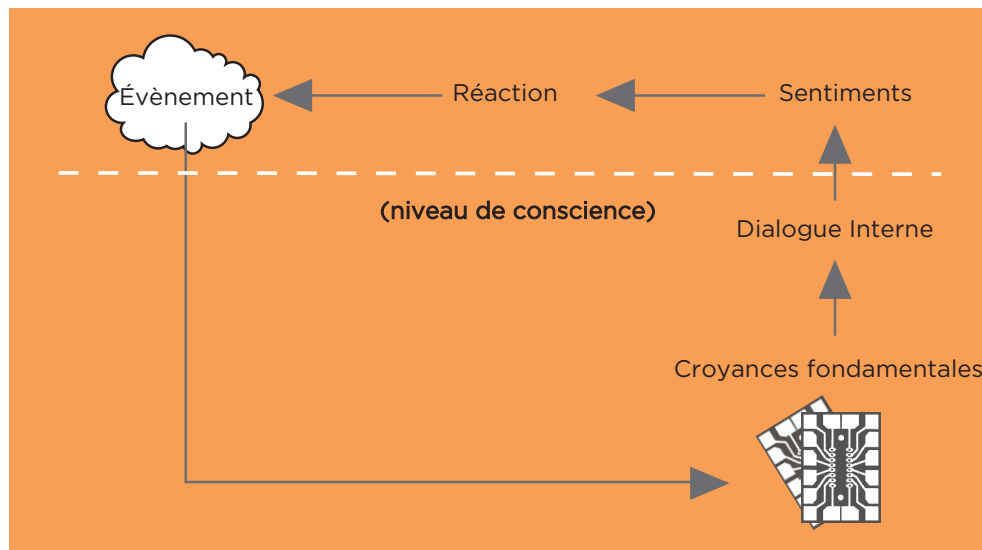 Évènement
Réaction
Sentiments
(niveau de conscience)
Dialogue Interne
Croyances fondamentales